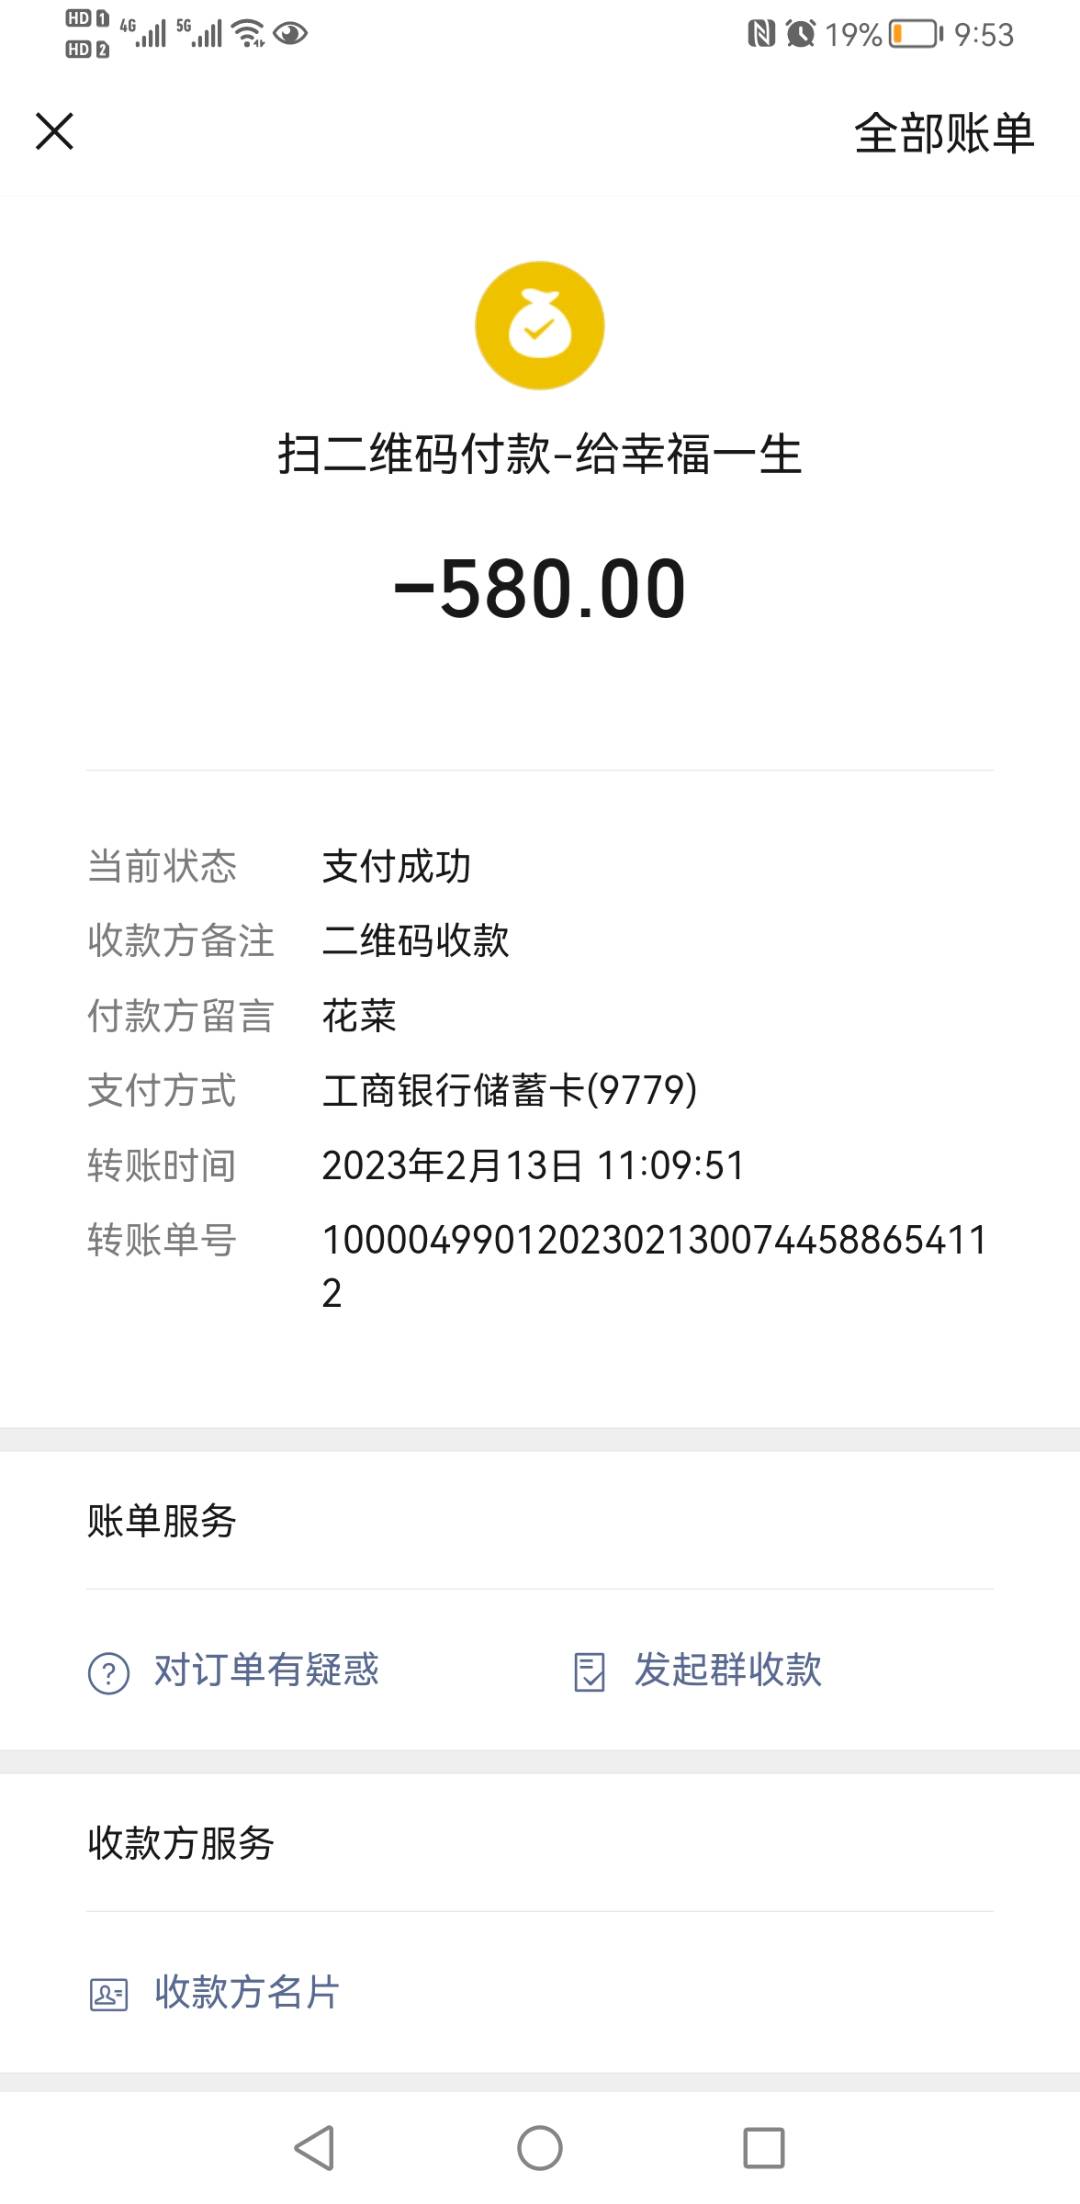 HD 1 4G 5G 19% 9:53
HD 2
全部账单
扫二维码付款-给幸福一生
-580.00
当前状态 支付成功
收款方备注 二维码收款
付款方留言 花菜
支付方式 工商银行储蓄卡(9779)
转账时间 2023年2月13日 11:09:51
转账单号 1000049901202302130074458865411
2
账单服务
对订单有疑惑 发起群收款
收款方服务
收款方名片